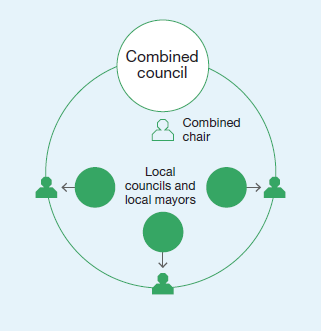 Combined
council
Combined
chair
Local
councils and
local mayors